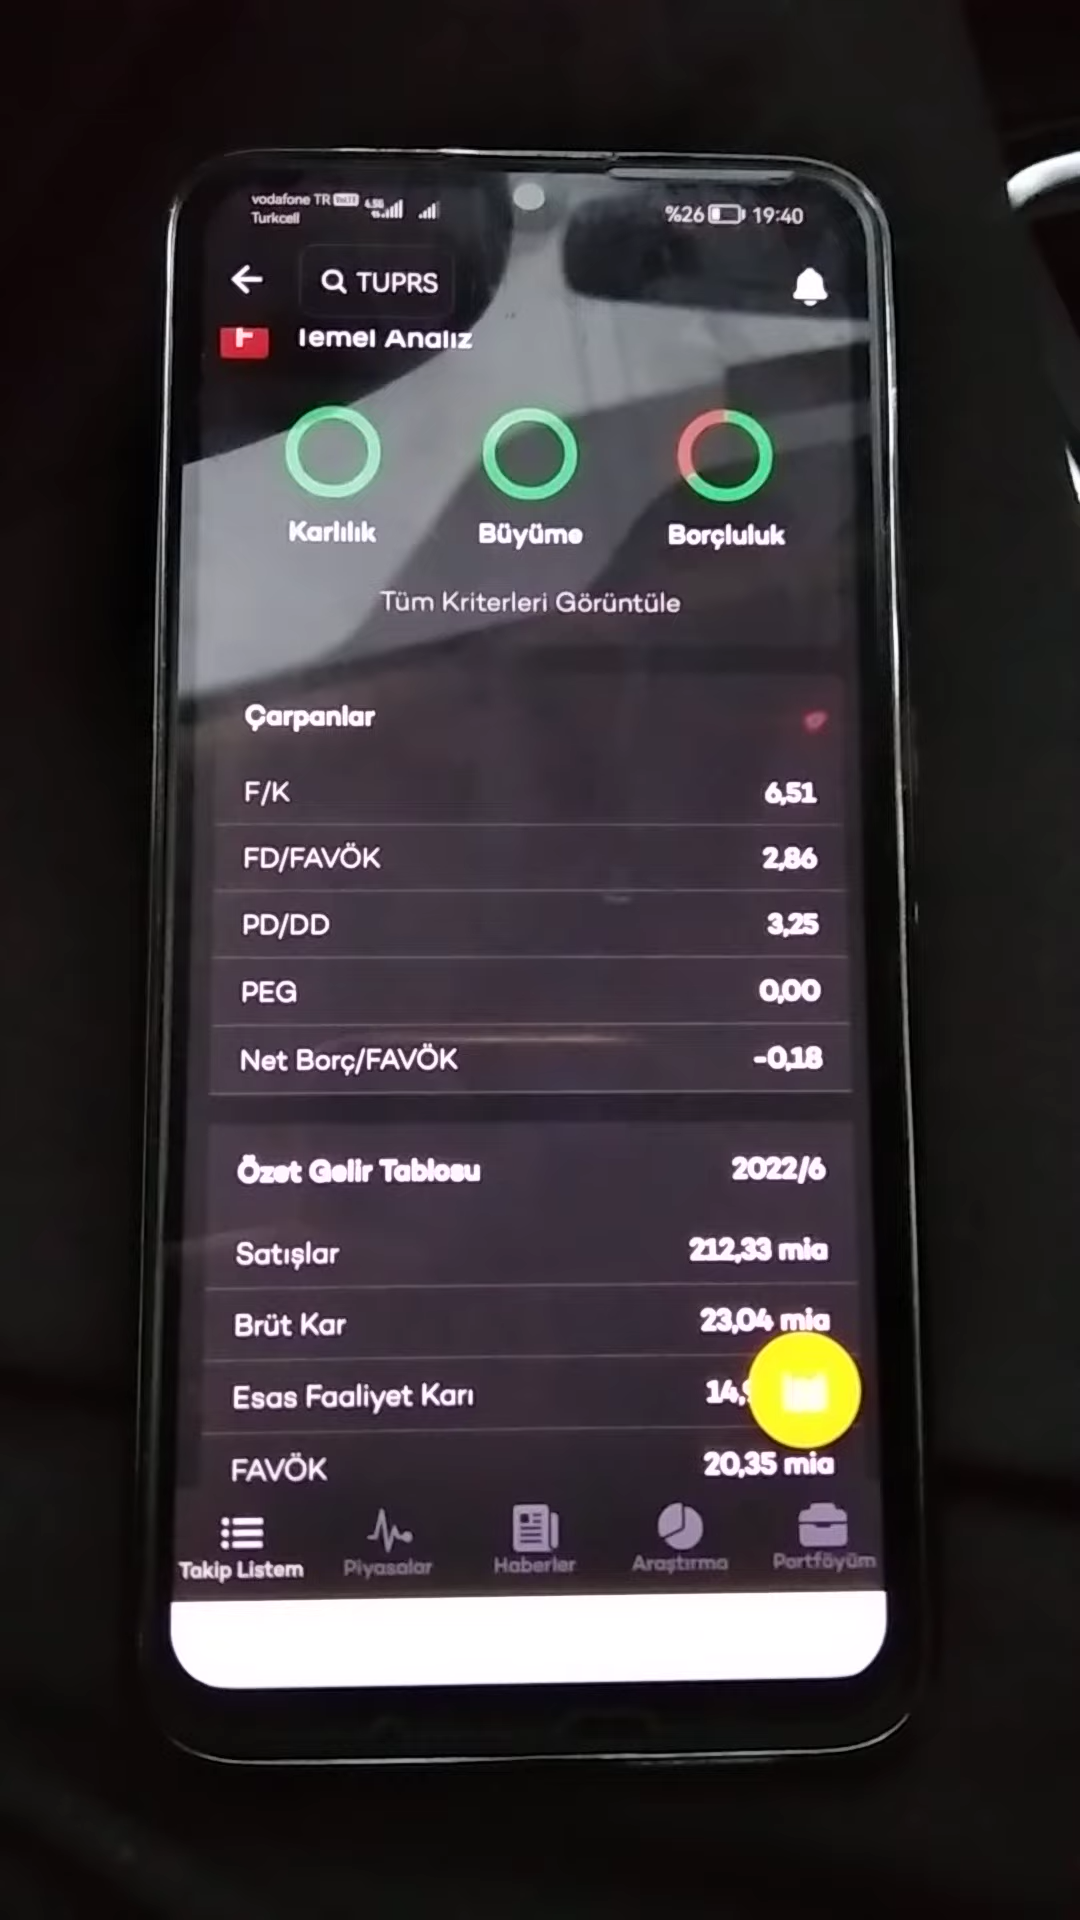 vodafone TR
Turkcell
%26 19:40
TUPRS
Temel Analiz
Karlılık Büyüme Borçluluk
Tüm Kriterleri Görüntüle
Çarpanlar
F/K 6,51
FD/FAVÖK 2,86
PD/DD 3,25
PEG 0,00
Net Borç/FAVÖK -0,18
Özet Gelir Tablosu 2022/6
Satışlar 212,33 mia
Brüt Kar 23,04 mia
Esas Faaliyet Karı
FAVÖK 20,35 mia
Takip Listem Piyasalar Haberler Araştırma Portföyüm